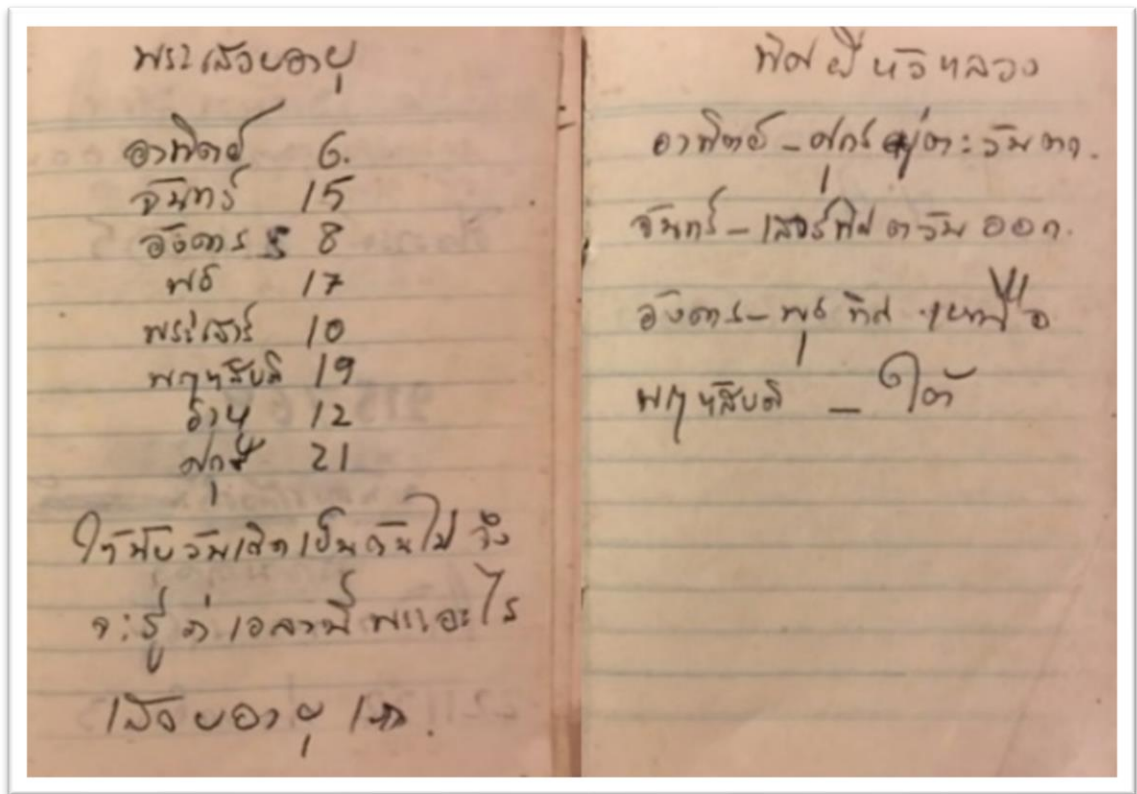 พระเสวยอายุ
อาทิตย์ 6.
จันทร์ 15
อังคาร 8
พุธ 17
พระเสาร์ 10
พฤหัสบดิ 19
ราหู 12
ศุกร์ 21
ให้นับวันเกิดเป็นต้นไป จึง
จะรู้ว่าเวลานี้พระอะไร
เสวยอายุเรา.
ทิศผีหัวหลวง
อาทิตย์ - ศุกร์ อยู่ตะวันตก.
จันทร์ - เสาร์ทิศ ตวันออก.
อังคาร - พุธ ทิศ เหนือ
พฤหัสบดิ - ใต้